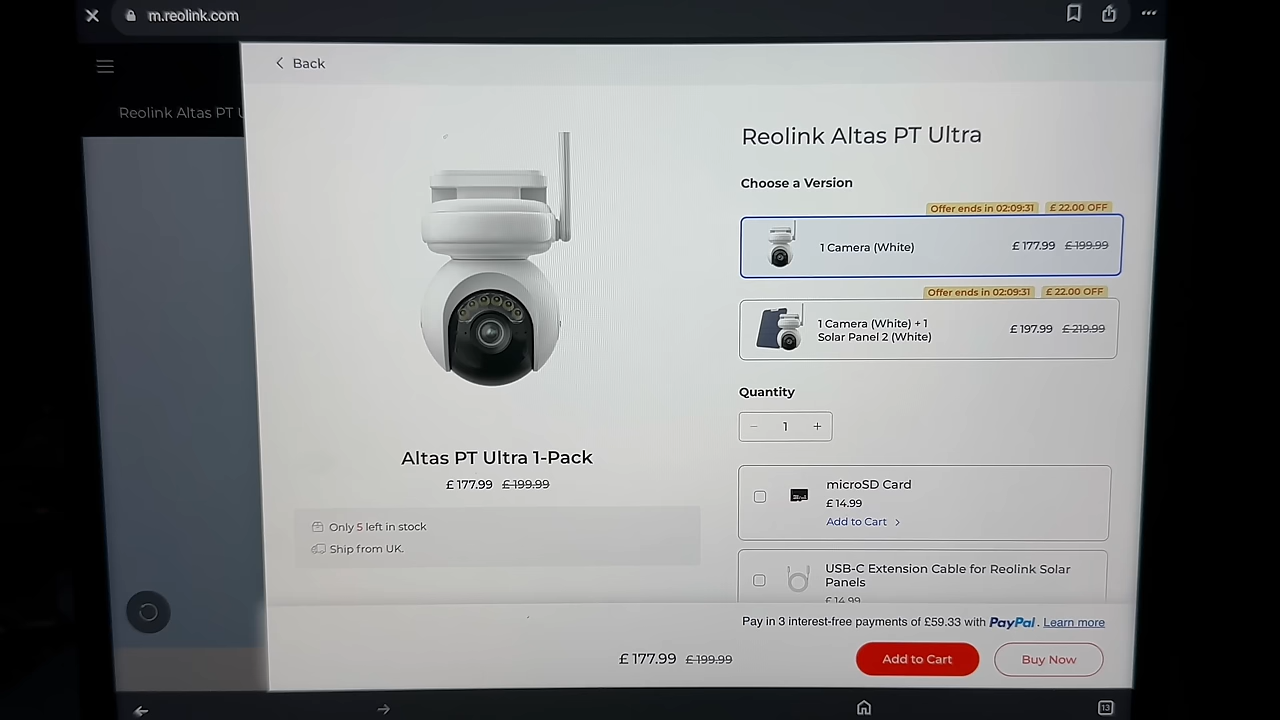 m.reolink.com
Reolink Altas PT U
Back
Reolink Altas PT Ultra
Choose a Version
Offer ends in 02:09:31 £ 22.00 OFF
1 Camera (White) £ 177.99 £ 199.99
Offer ends in 02:09:31 £ 22.00 OFF
1 Camera (White) + 1
Solar Panel 2 (White)
£ 197.99 £ 219.99
Quantity
1
Altas PT Ultra 1-Pack
£ 177.99 £ 199.99
Only 5 left in stock
Ship from UK.
microSD Card
£ 14.99
Add to Cart
USB-C Extension Cable for Reolink Solar
Panels
£ 14.99
Pay in 3 interest-free payments of £59.33 with PayPal. Learn more
£ 177.99 £ 199.99
Add to Cart
Buy Now
13